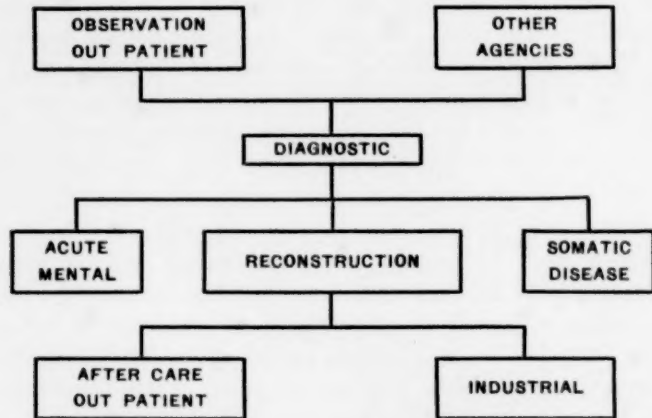 OBSERVATION
OUT PATIENT
OTHER
AGENCIES
DIAGNOSTIC
ACUTE
MENTAL
RECONSTRUCTION
SOMATIC
DISEASE
AFTER CARE
OUT PATIENT
INDUSTRIAL